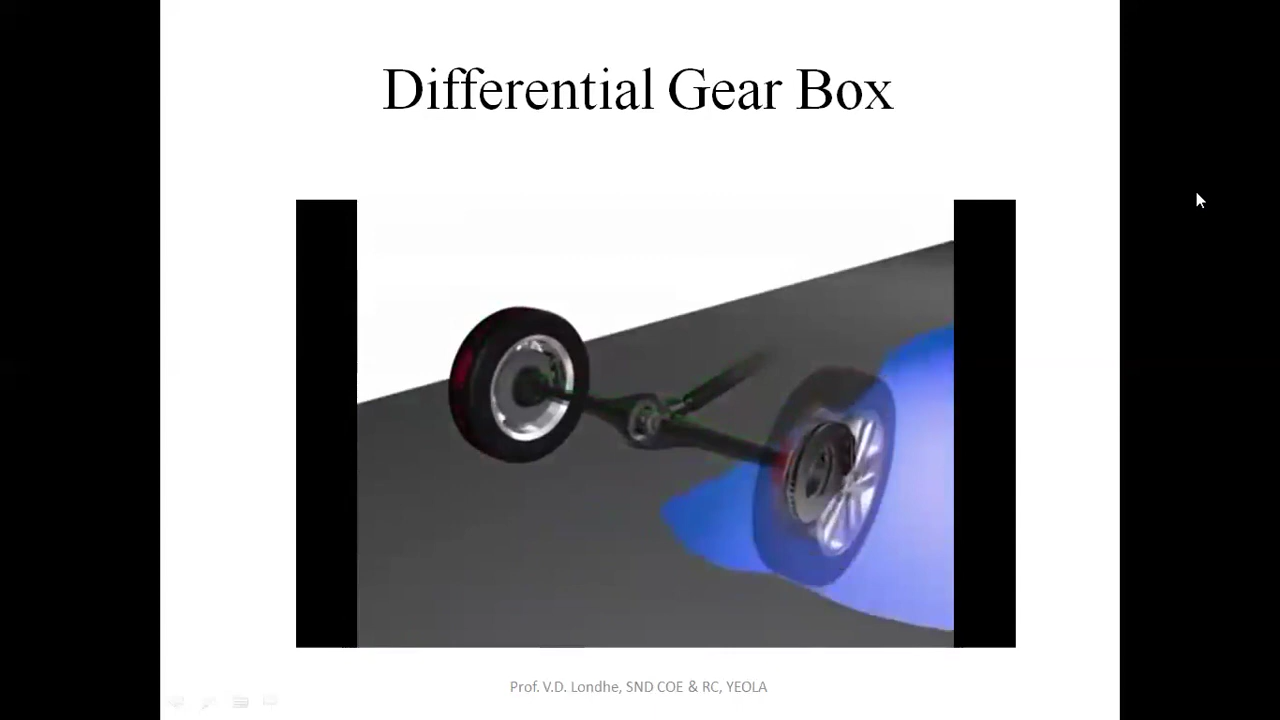 Differential Gear Box
Prof. V.D. Londhe, SND COE & RC, YEOLA